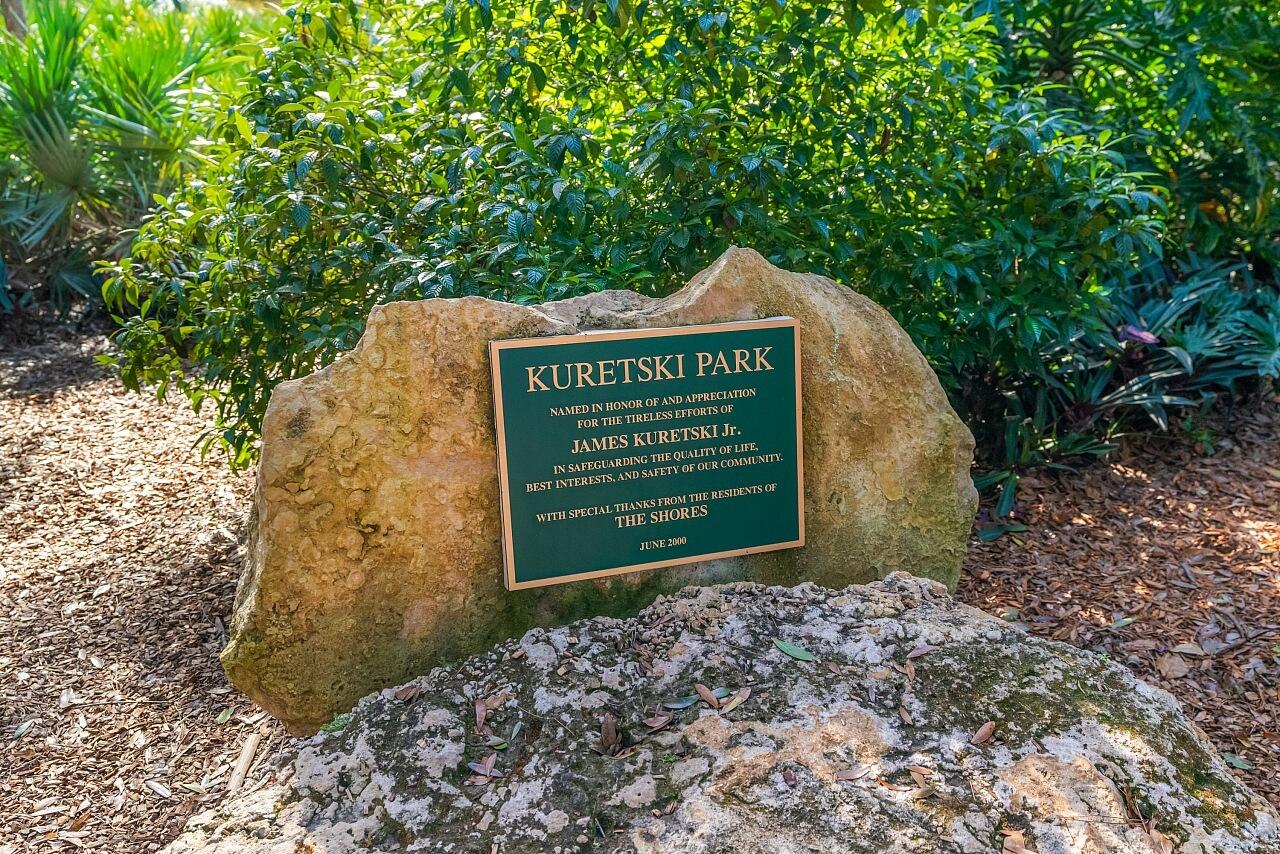 KURETSKI PARK
NAMED IN HONOR OF AND APPRECIATION
FOR THE TIRELESS EFFORTS OF
JAMES KURETSKI Jr.
IN SAFEGUARDING THE QUALITY OF LIFE,
BEST INTERESTS, AND SAFETY OF OUR COMMUNITY.
WITH SPECIAL THANKS FROM THE RESIDENTS OF
THE SHORES
JUNE 2000